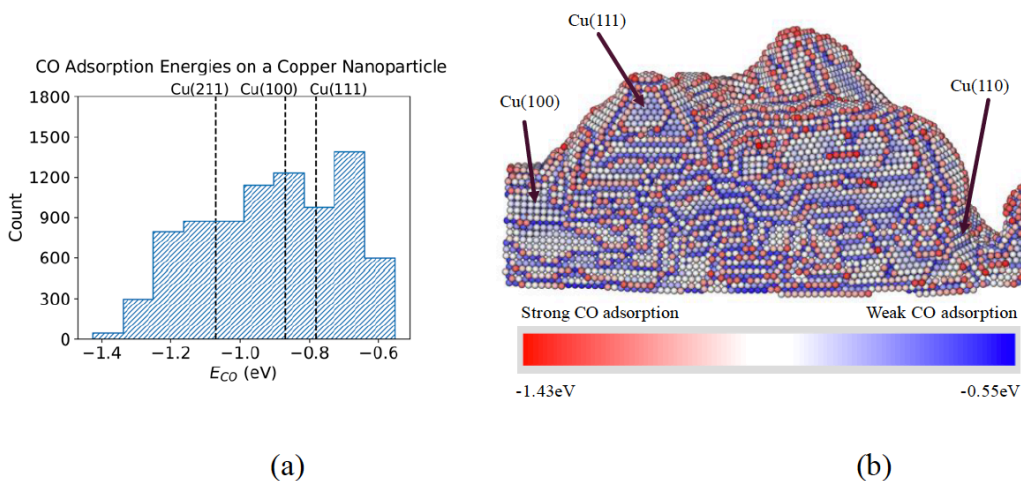 CO Adsorption Energies on a Copper Nanoparticle
Cu(211) Cu(100) Cu(111)
1800
1500
1200
900
600
300
0
Count
−1.4 −1.2 −1.0 −0.8 −0.6
E_CO (eV)
(a)
Cu(111)
Cu(100)
Cu(110)
Strong CO adsorption Weak CO adsorption
-1.43eV -0.55eV
(b)